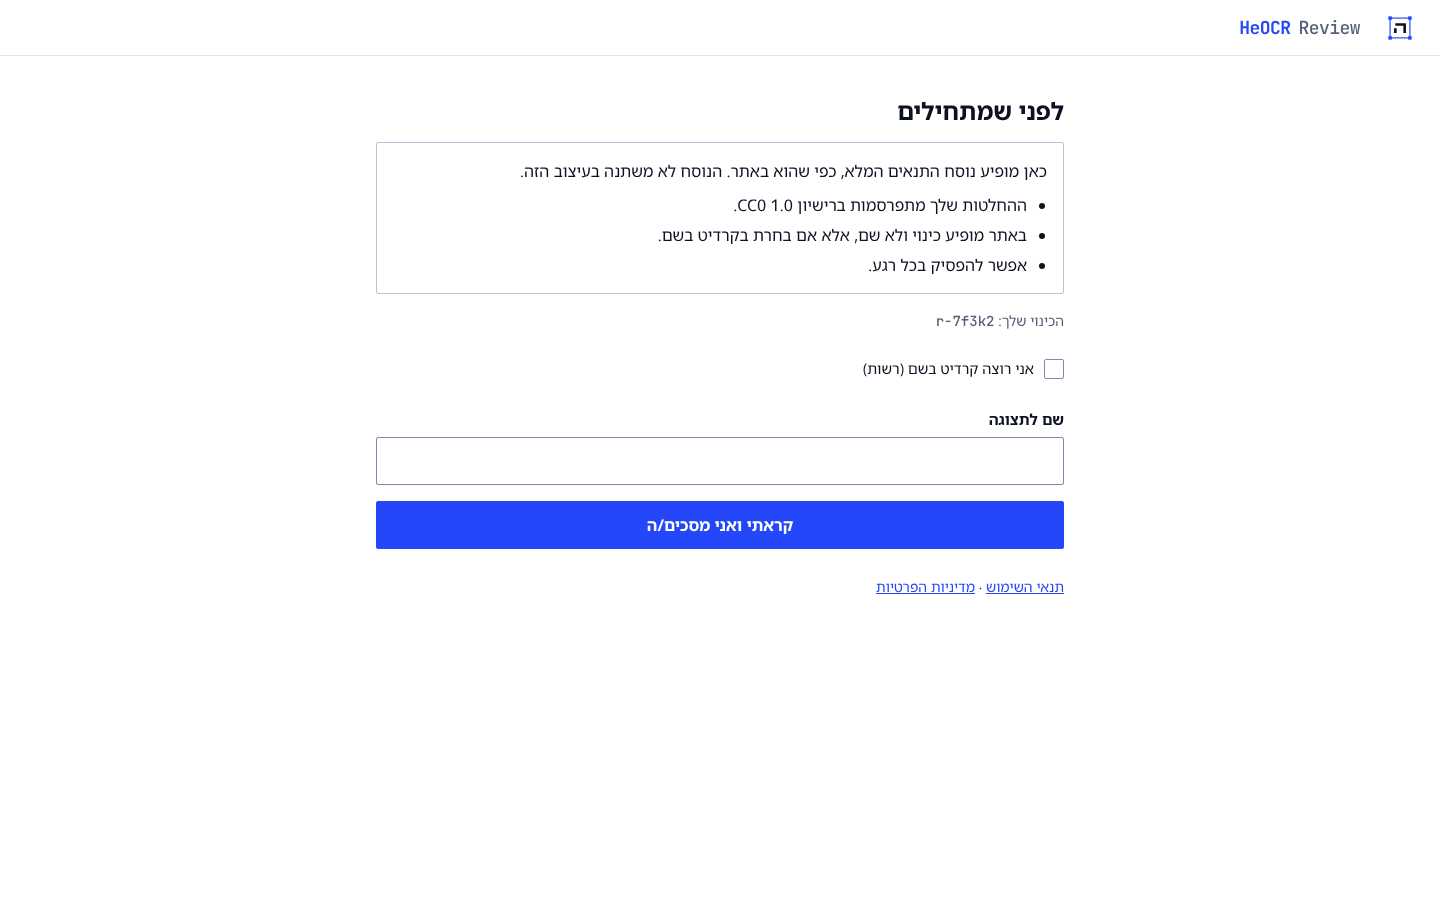 ה HeOCR Review
לפני שמתחילים
כאן מופיע נוסח התנאים המלא, כפי שהוא באתר. הנוסח לא משתנה בעיצוב הזה.
• ההחלטות שלך מתפרסמות ברישיון CC0 1.0.
• באתר מופיע כינוי ולא שם, אלא אם בחרת בקרדיט בשם.
• אפשר להפסיק בכל רגע.
הכינוי שלך: r-7f3k2
אני רוצה קרדיט בשם (רשות)
שם לתצוגה
קראתי ואני מסכים/ה
תנאי השימוש · מדיניות הפרטיות